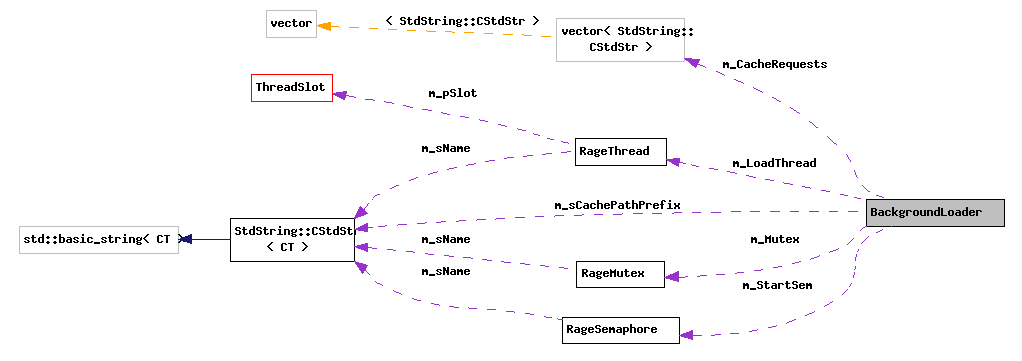 vector
< StdString::CStdStr >
vector< StdString::
CStdStr >
m_CacheRequests
ThreadSlot
m_pSlot
RageThread
m_sName
m_LoadThread
m_sCachePathPrefix
BackgroundLoader
std::basic_string< CT >
StdString::CStdSt
< CT >
m_sName
m_Mutex
RageMutex
m_sName
m_StartSem
RageSemaphore